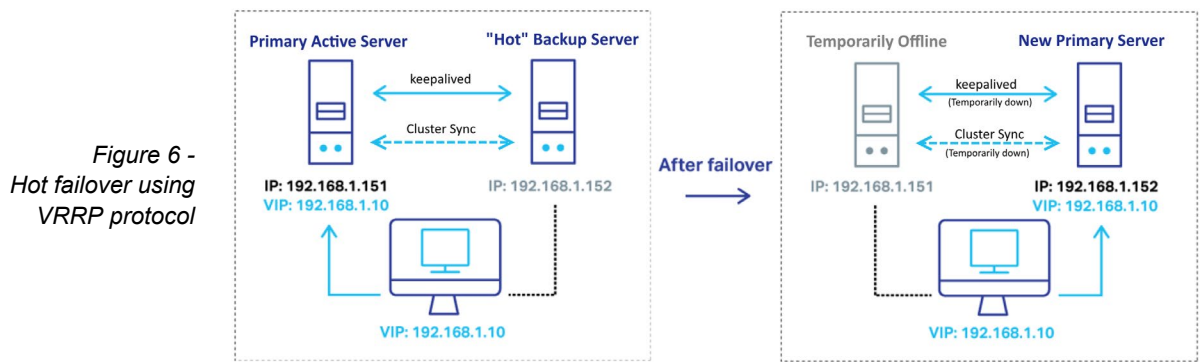 Figure 6 -
Hot failover using
VRRP protocol
Primary Active Server
"Hot" Backup Server
keepalived
Cluster Sync
IP: 192.168.1.151
VIP: 192.168.1.10
IP: 192.168.1.152
VIP: 192.168.1.10
After failover
Temporarily Offline
New Primary Server
keepalived
(Temporarily down)
Cluster Sync
(Temporarily down)
IP: 192.168.1.151
IP: 192.168.1.152
VIP: 192.168.1.10
VIP: 192.168.1.10